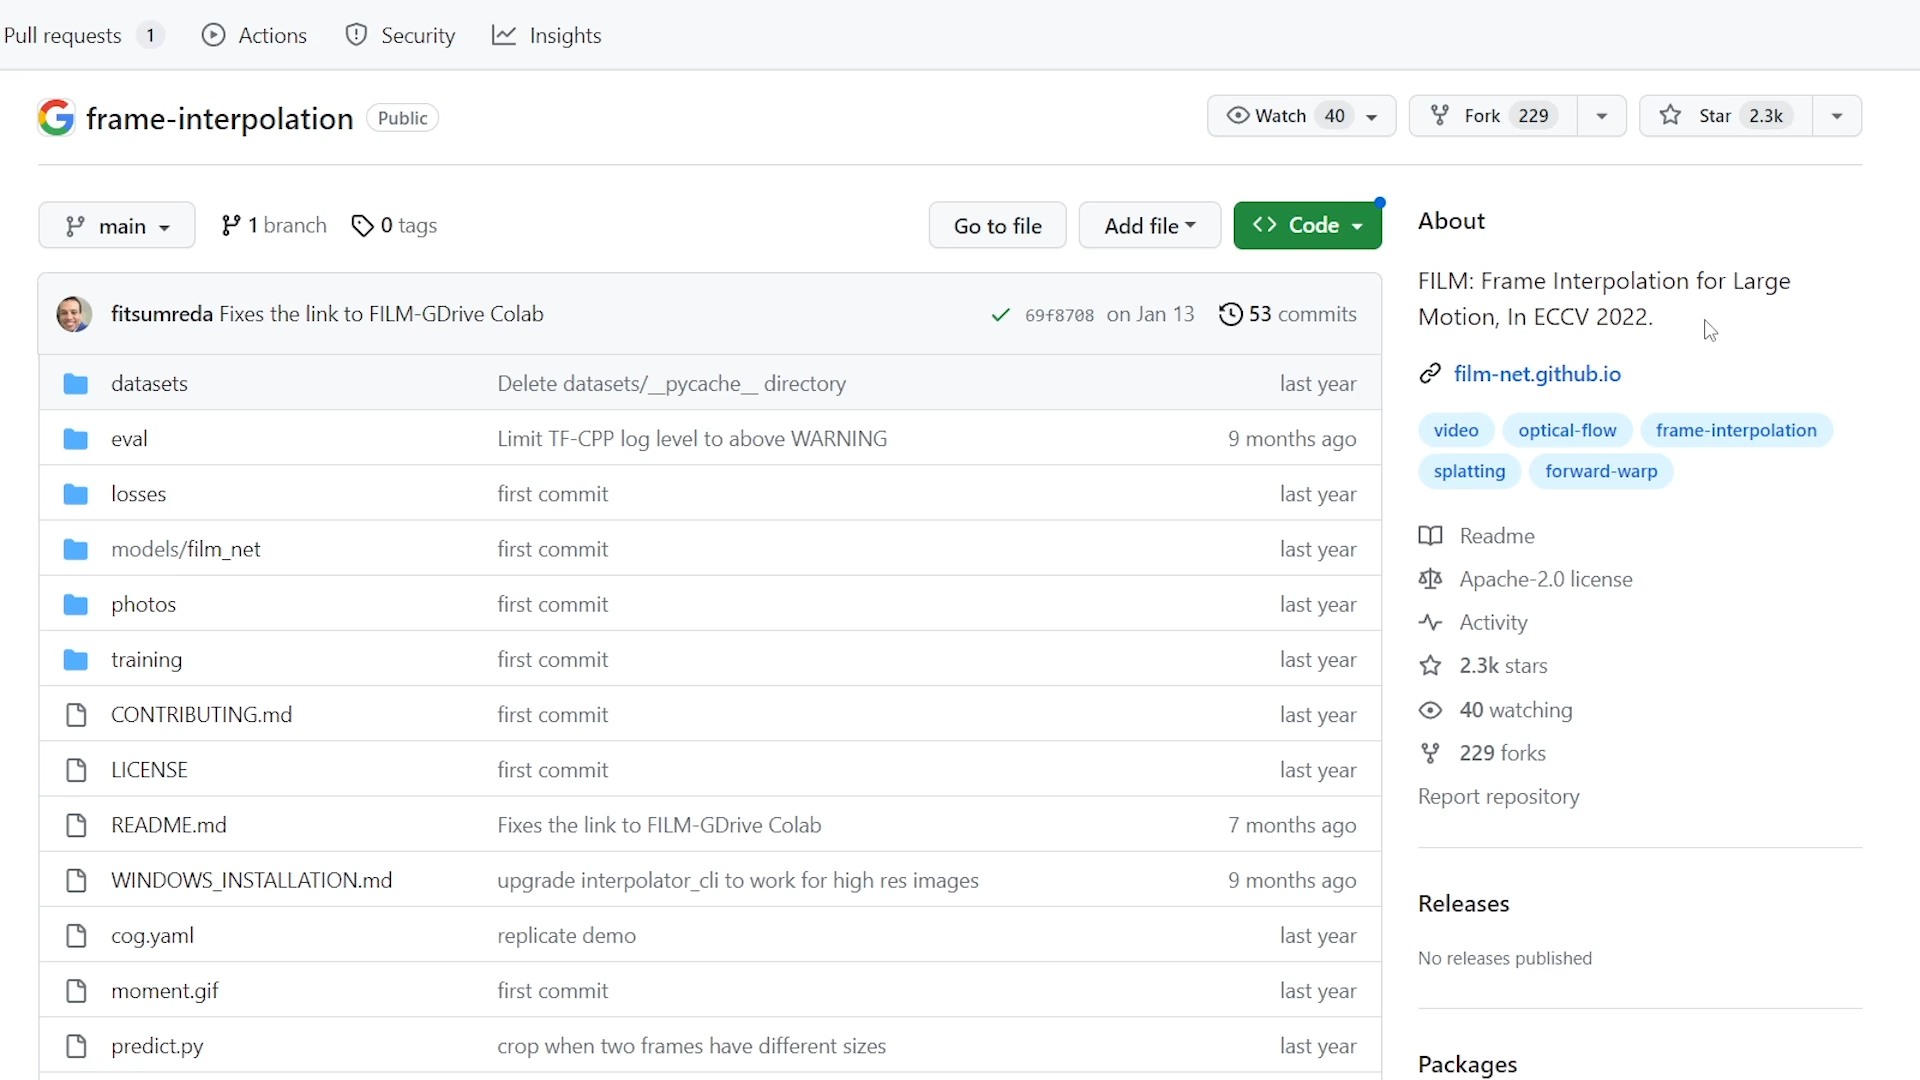 Pull requests 1 Actions Security Insights
frame-interpolation Public Watch 40 Fork 229 Star 2.3k
main 1 branch 0 tags Go to file Add file Code
fitsumreda Fixes the link to FILM-GDrive Colab 69f8708 on Jan 13 53 commits
datasets Delete datasets/__pycache__ directory last year
eval Limit TF-CPP log level to above WARNING 9 months ago
losses first commit last year
models/film_net first commit last year
photos first commit last year
training first commit last year
CONTRIBUTING.md first commit last year
LICENSE first commit last year
README.md Fixes the link to FILM-GDrive Colab 7 months ago
WINDOWS_INSTALLATION.md upgrade interpolator_cli to work for high res images 9 months ago
cog.yaml replicate demo last year
moment.gif first commit last year
predict.py crop when two frames have different sizes last year
About
FILM: Frame Interpolation for Large
Motion, In ECCV 2022.
film-net.github.io
video optical-flow frame-interpolation
splatting forward-warp
Readme
Apache-2.0 license
Activity
2.3k stars
40 watching
229 forks
Report repository
Releases
No releases published
Packages